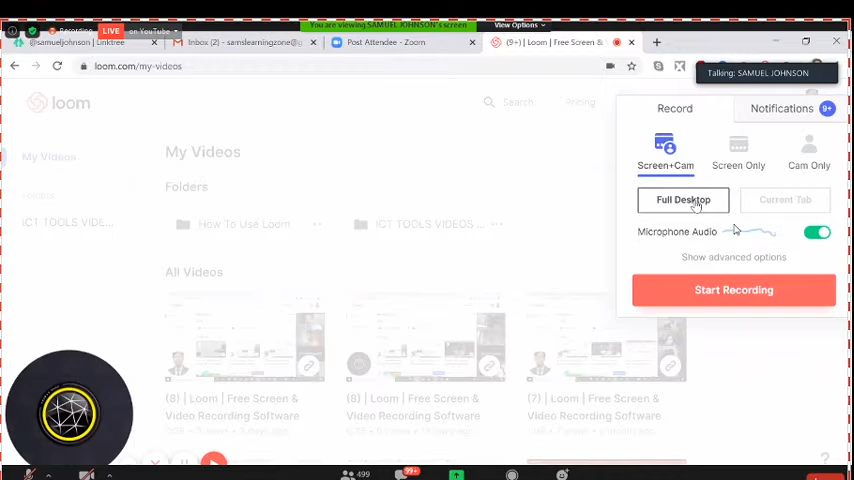 Recording
LIVE on YouTube
You are viewing SAMUEL JOHNSON's screen
View Options
@samueljohnson | Linktree
Inbox (2) - samslearningzone@g
Post Attendee - Zoom
(9+) | Loom | Free Screen &
loom.com/my-videos
Talking: SAMUEL JOHNSON
loom
Search
Pricing
Record
Notifications 9+
Screen+Cam
Screen Only
Cam Only
Full Desktop
Current Tab
Microphone Audio
Show advanced options
Start Recording
My Videos
My Videos
Folders
Folders
ICT TOOLS VIDE...
How To Use Loom
ICT TOOLS VIDEOS ...
All Videos
(8) | Loom | Free Screen &
Video Recording Software
(8) | Loom | Free Screen &
Video Recording Software
(7) | Loom | Free Screen &
Video Recording Software
?
499
99+